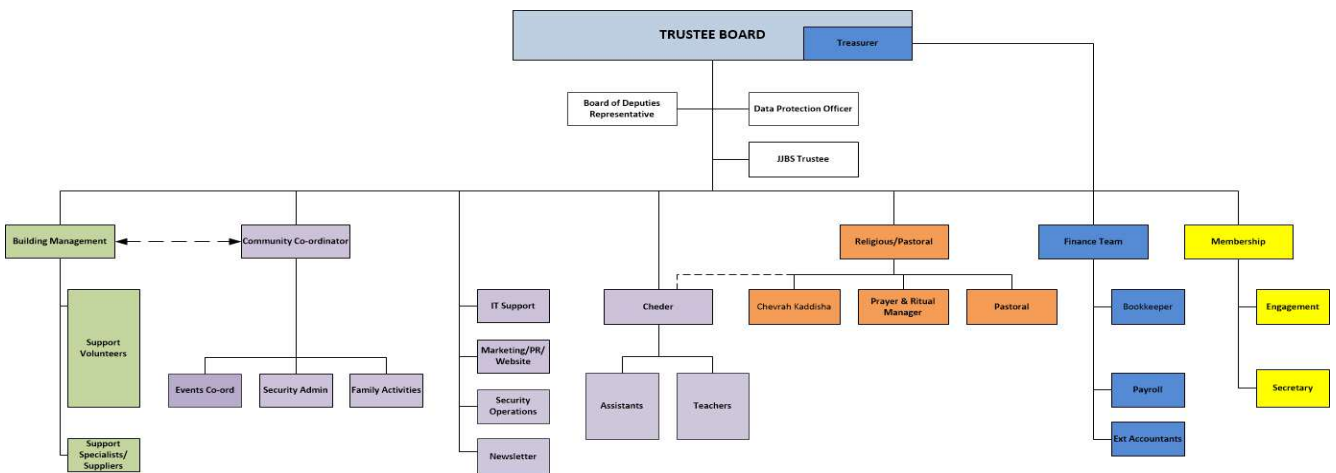 TRUSTEE BOARD
Treasurer
Board of Deputies
Representative
Data Protection Officer
JJBS Trustee
Building Management
Community Co-ordinator
Religious/Pastoral
Finance Team
Membership
Support
Volunteers
IT Support
Cheder
Chevrah Kaddisha
Prayer & Ritual
Manager
Pastoral
Bookkeeper
Engagement
Marketing/PR/
Website
Events Co-ord
Security Admin
Family Activities
Security
Operations
Assistants
Teachers
Payroll
Secretary
Support
Specialists/
Suppliers
Newsletter
Ext Accountants